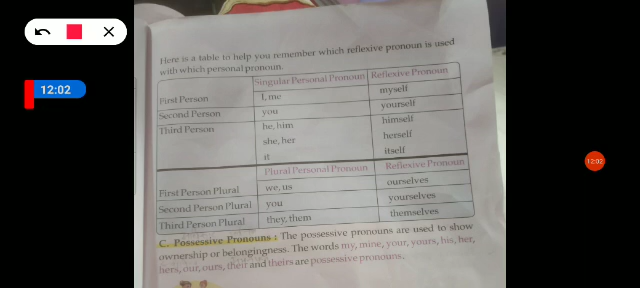 12:02
12:02
Here is a table to help you remember which reflexive pronoun is used
with which personal pronoun.
Singular Personal Pronoun Reflexive Pronoun
First Person I, me myself
Second Person you yourself
Third Person he, him himself
she, her herself
it itself
Plural Personal Pronoun Reflexive Pronoun
First Person Plural we, us ourselves
Second Person Plural you yourselves
Third Person Plural they, them themselves
C. Possessive Pronouns : The possessive pronouns are used to show
ownership or belongingness. The words my, mine, your, yours, his, her,
hers, our, ours, their and theirs are possessive pronouns.